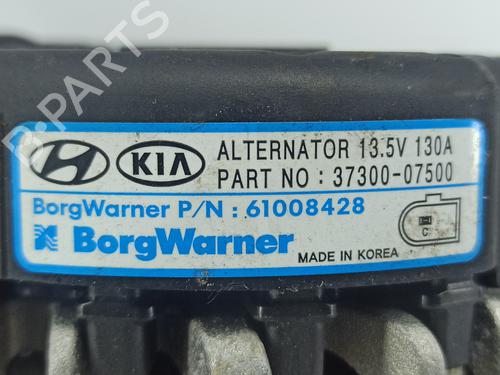 B-PARTS
KIA ALTERNATOR 13.5V 130A
PART NO : 37300-07500
BorgWarner P/N : 61008428
BorgWarner
C
MADE IN KOREA